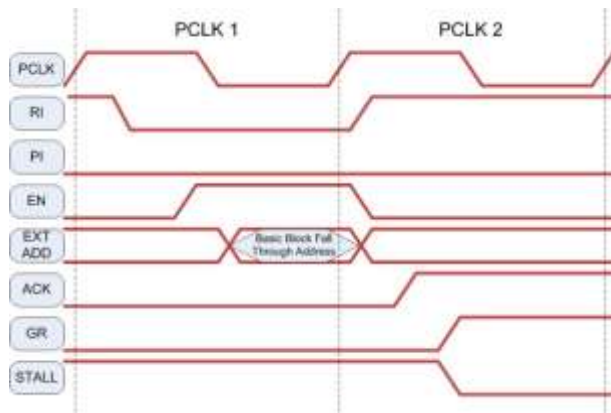 PCLK 1 PCLK 2
PCLK
RI
PI
EN
EXT
ADD
Basic Block Fall
Through Address
ACK
GR
STALL